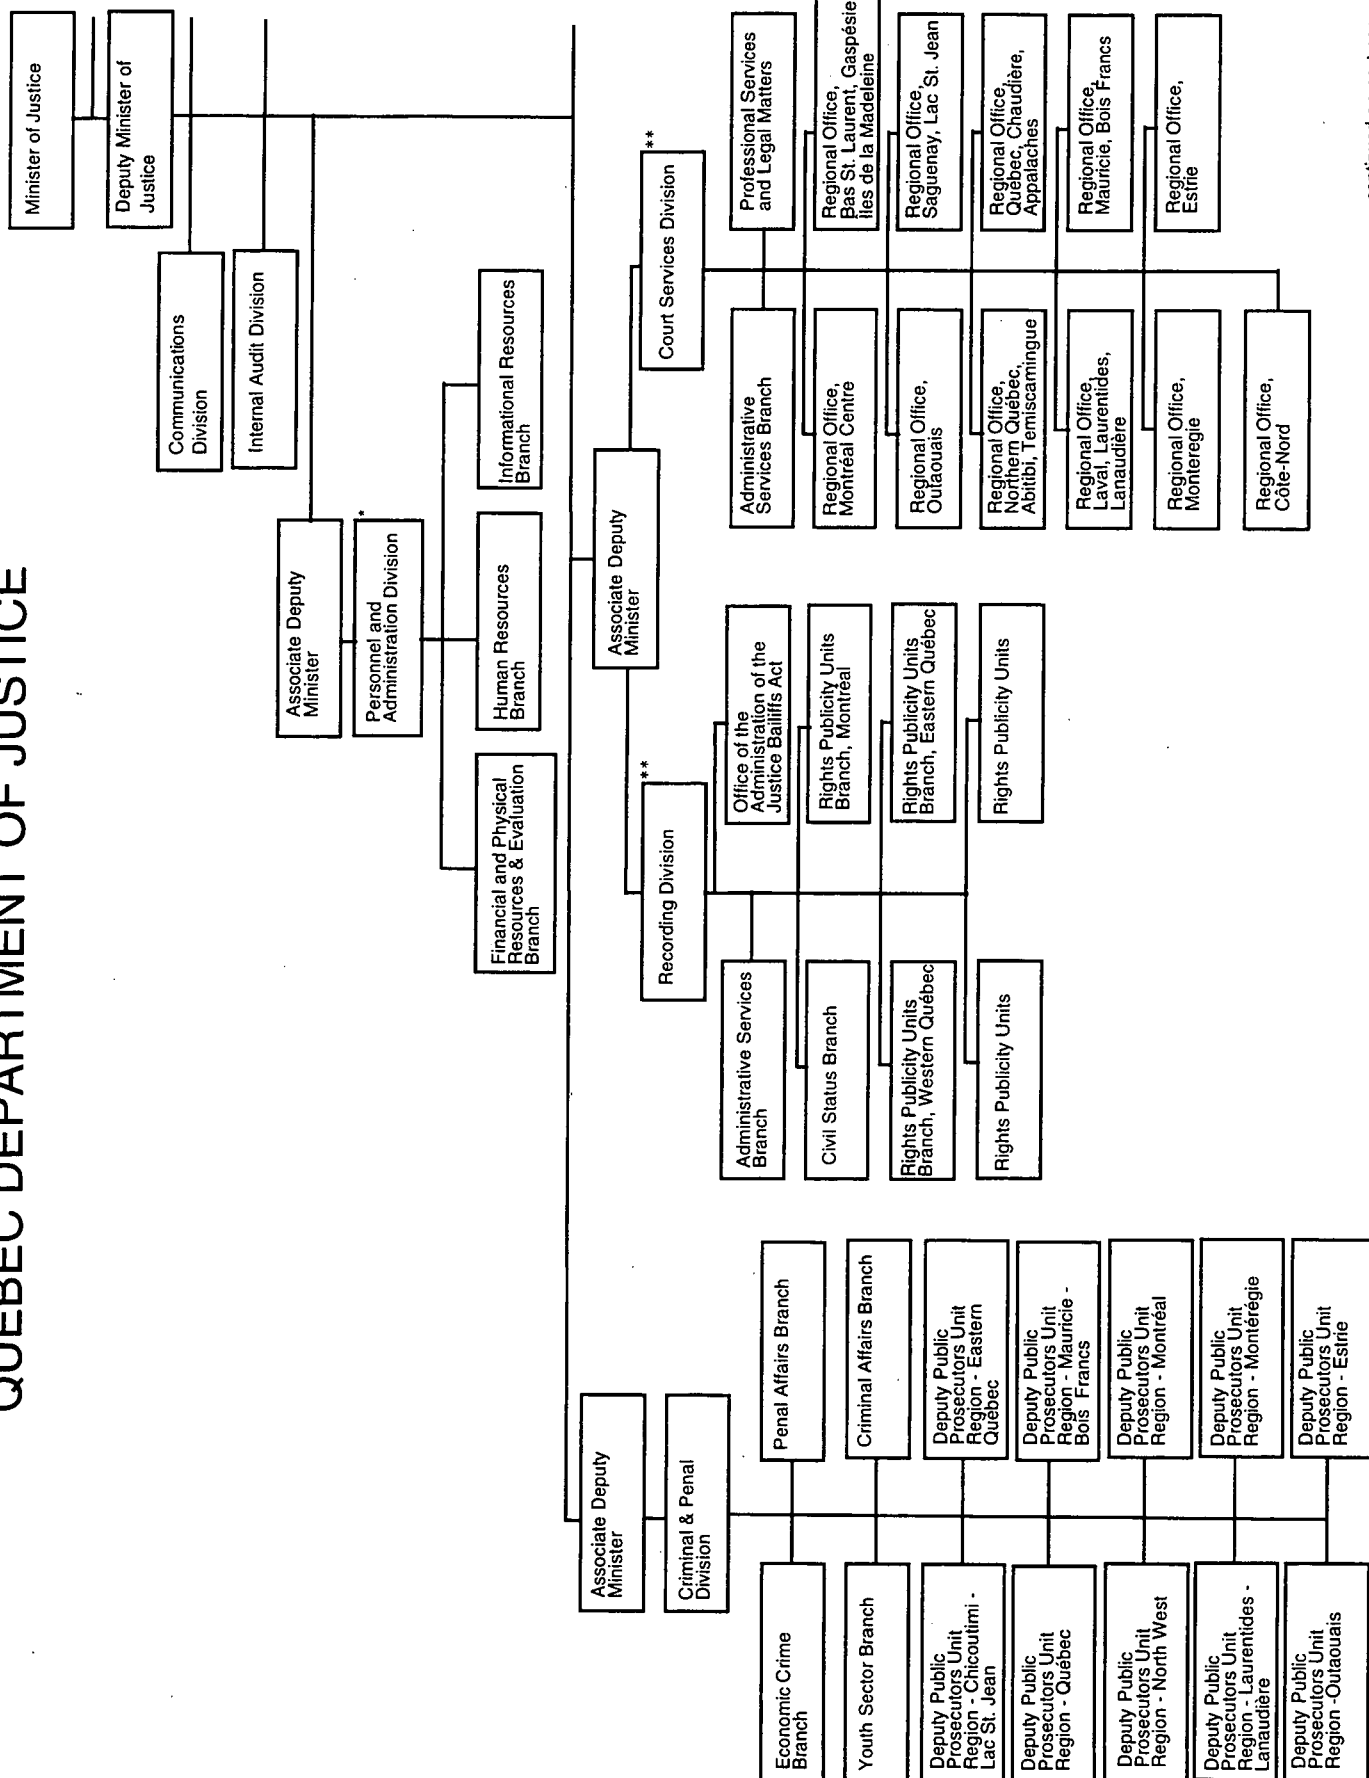 QUÉBEC DEPARTMENT OF JUSTICE
Minister of Justice
Deputy Minister of
Justice
Communications
Division
Internal Audit Division
Associate Deputy
Minister
Personnel and
Administration Division
*
Financial and Physical
Resources & Evaluation
Branch
Human Resources
Branch
Informational Resources
Branch
Associate Deputy
Minister
Criminal & Penal
Division
Economic Crime
Branch
Penal Affairs Branch
Youth Sector Branch
Criminal Affairs Branch
Deputy Public
Prosecutors Unit
Region - Chicoutimi -
Lac St. Jean
Deputy Public
Prosecutors Unit
Region - Eastern
Québec
Deputy Public
Prosecutors Unit
Region - Québec
Deputy Public
Prosecutors Unit
Region - Mauricie -
Bois Francs
Deputy Public
Prosecutors Unit
Region - North West
Deputy Public
Prosecutors Unit
Region - Montréal
Deputy Public
Prosecutors Unit
Region - Laurentides -
Lanaudière
Deputy Public
Prosecutors Unit
Region - Montérégie
Deputy Public
Prosecutors Unit
Region -Outaouais
Deputy Public
Prosecutors Unit
Region - Estrie
Associate Deputy
Minister
Recording Division
**
Administrative Services
Branch
Office of the
Administration of the
Justice Bailiffs Act
Civil Status Branch
Rights Publicity Units
Branch, Montréal
Rights Publicity Units
Branch, Western Québec
Rights Publicity Units
Branch, Eastern Québec
Rights Publicity Units
Rights Publicity Units
Court Services Division
**
Administrative
Services Branch
Professional Services
and Legal Matters
Regional Office,
Montréal Centre
Regional Office,
Bas St. Laurent, Gaspésie
Îles de la Madeleine
Regional Office,
Outaouais
Regional Office,
Saguenay, Lac St. Jean
Regional Office,
Northern Québec,
Abitibi, Temiscamingue
Regional Office,
Québec, Chaudière,
Appalaches
Regional Office,
Laval, Laurentides,
Lanaudière
Regional Office,
Mauricie, Bois Francs
Regional Office,
Monteregie
Regional Office,
Estrie
Regional Office,
Côte-Nord